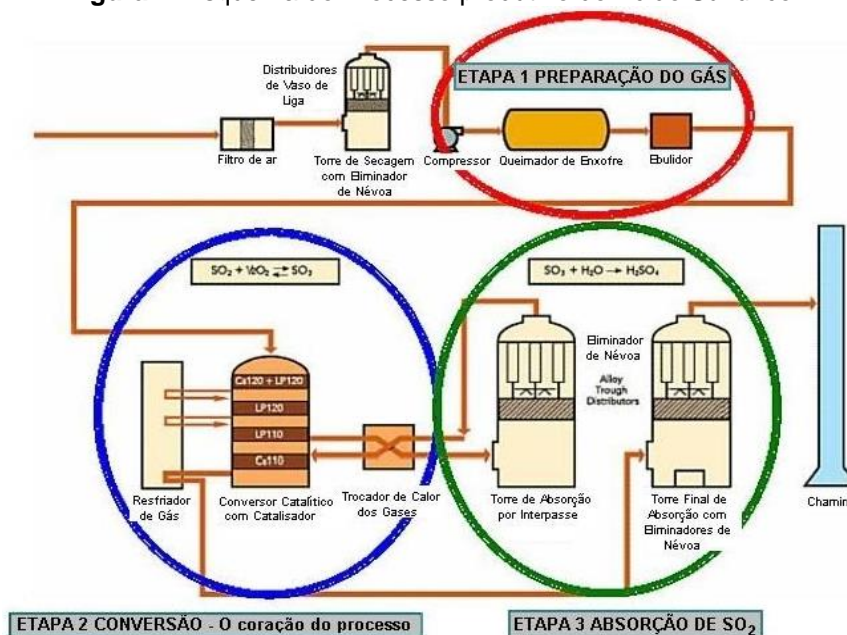 Distribuidores
de Vaso de
Liga
ETAPA 1 PREPARAÇÃO DO GÁS
Filtro de ar
Torre de Secagem
com Eliminador
de Névoa
Compressor
Queimador de Enxofre
Ebulidor
SO₂ + ½O₂ ⇌ SO₃
SO₃ + H₂O → H₂SO₄
Eliminador
de Névoa
Alloy
Trough
Distributors
Cs120 + LP120
LP120
LP110
Cs110
Resfriador
de Gás
Conversor Catalítico
com Catalisador
Trocador de Calor
dos Gases
Torre de Absorção
por Interpasse
Torre Final de
Absorção com
Eliminadores de
Névoa
Chamin
ETAPA 2 CONVERSÃO - O coração do processo
ETAPA 3 ABSORÇÃO DE SO₂